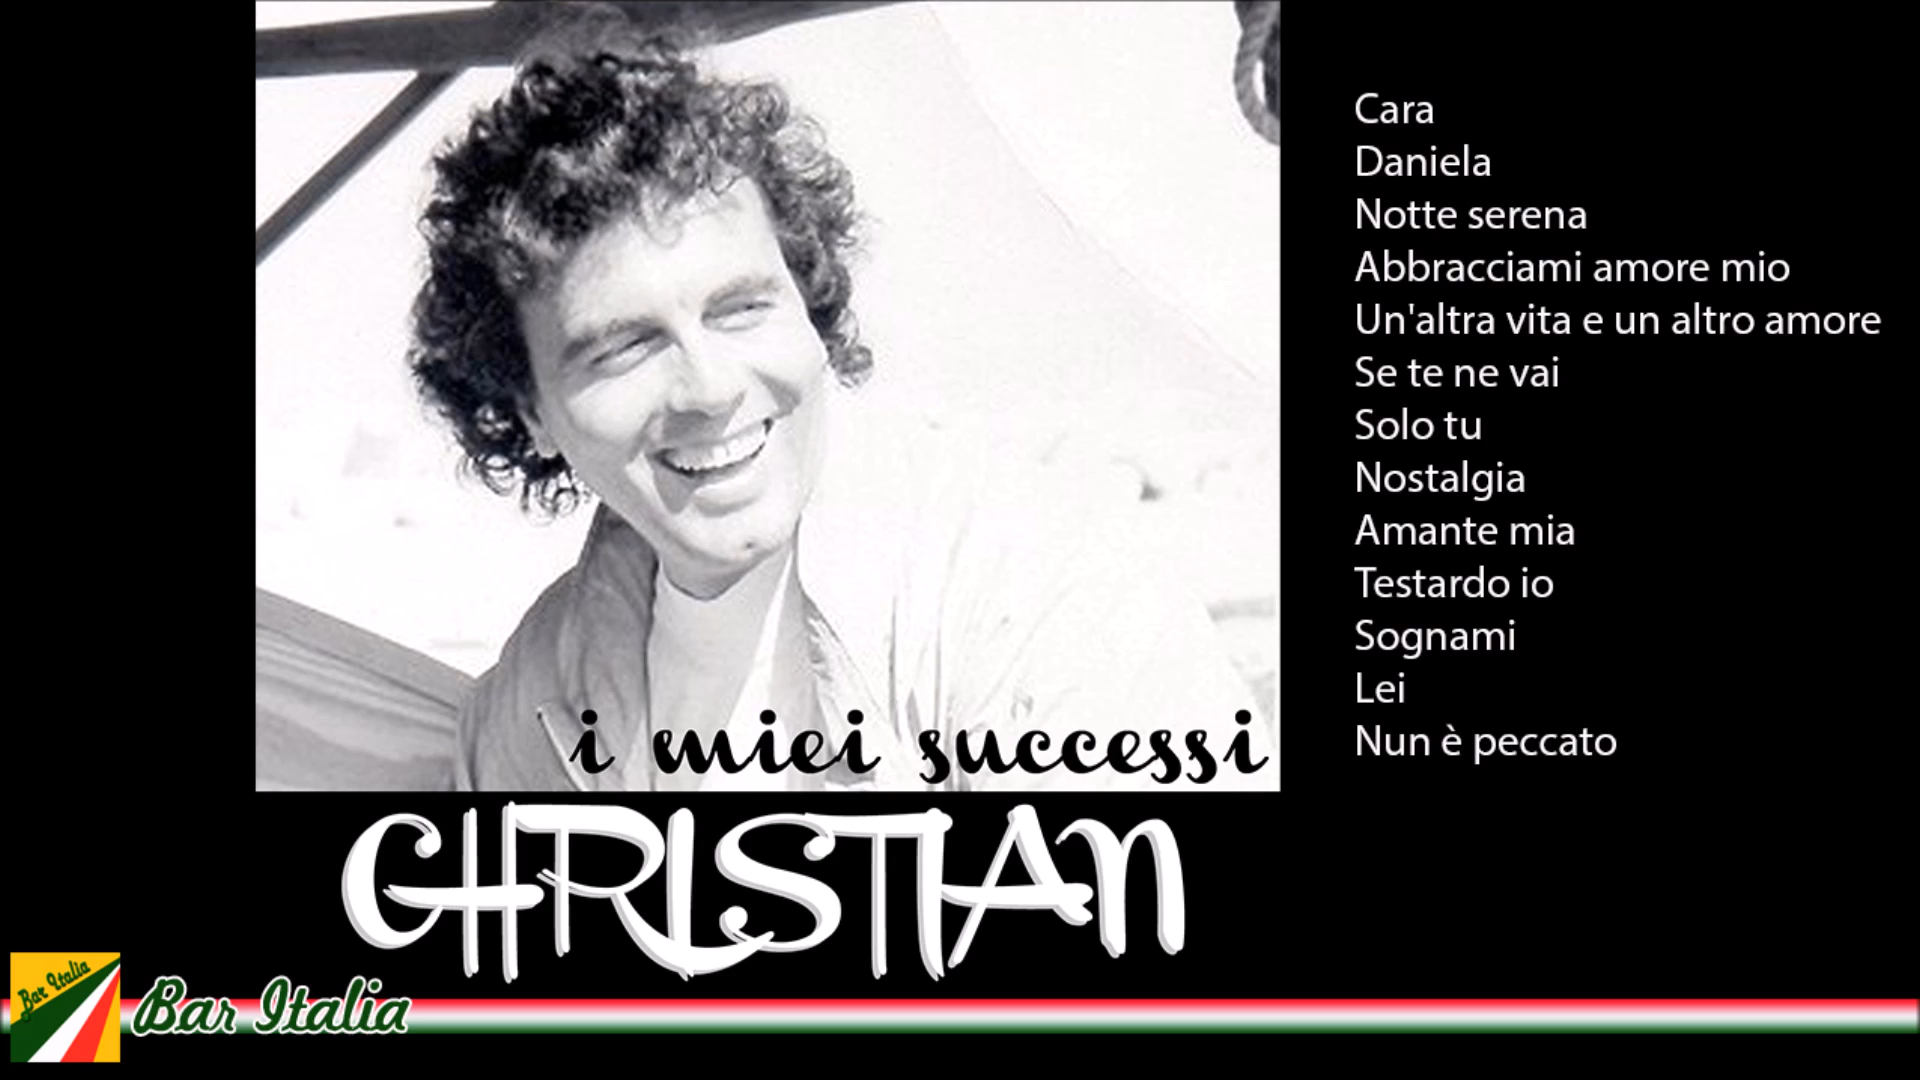 i miei successi
CHRISTIAN
Cara
Daniela
Notte serena
Abbracciami amore mio
Un'altra vita e un altro amore
Se te ne vai
Solo tu
Nostalgia
Amante mia
Testardo io
Sognami
Lei
Nun è peccato
Bar Italia
Bar Italia